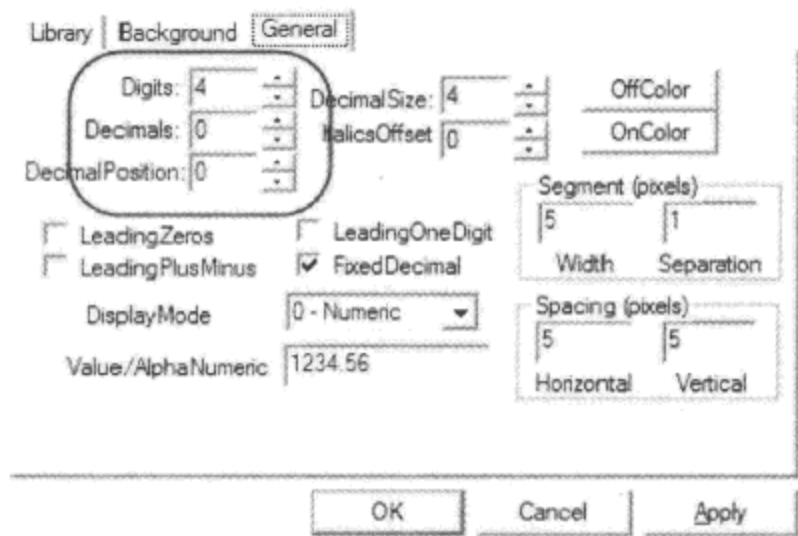 Library Background General
Digits: 4 DecimalSize: 4 OffColor
Decimals: 0 ItalicsOffset 0 OnColor
DecimalPosition: 0
Segment (pixels)
LeadingZeros LeadingOneDigit 5 1
LeadingPlusMinus FixedDecimal Width Separation
DisplayMode 0 - Numeric
Spacing (pixels)
Value/AlphaNumeric 1234.56 5 5
Horizontal Vertical
OK Cancel Apply